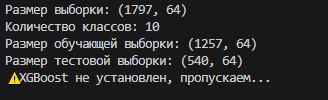 Размер выборки: (1797, 64)
Количество классов: 10
Размер обучающей выборки: (1257, 64)
Размер тестовой выборки: (540, 64)
⚠️XGBoost не установлен, пропускаем...